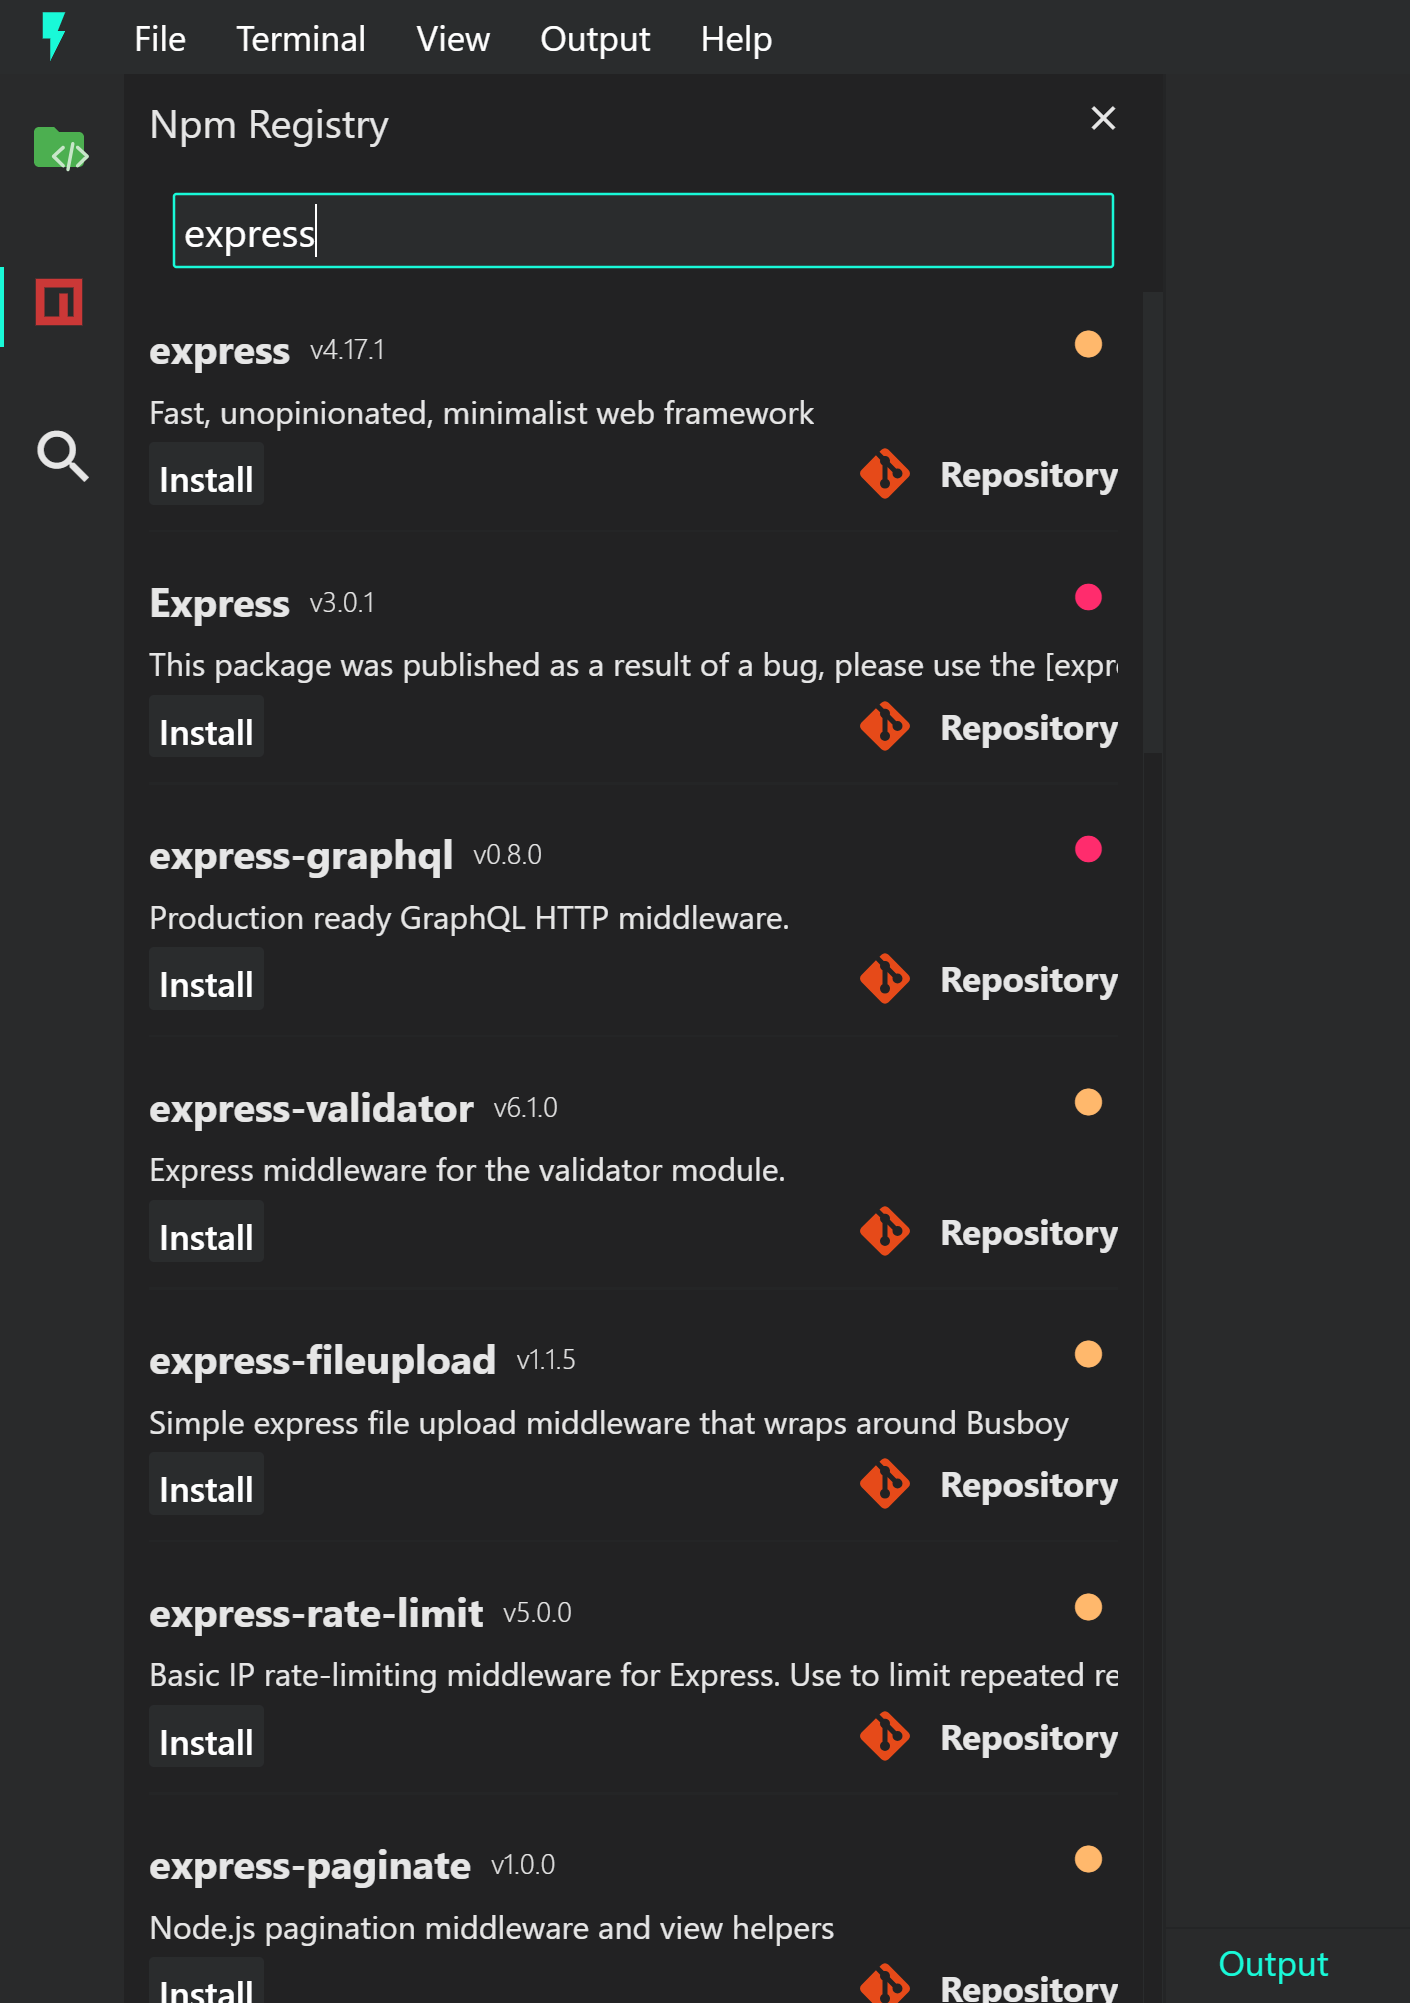 File Terminal View Output Help
Npm Registry
express
express v4.17.1
Fast, unopinionated, minimalist web framework
Install Repository
Express v3.0.1
This package was published as a result of a bug, please use the [expr
Install Repository
express-graphql v0.8.0
Production ready GraphQL HTTP middleware.
Install Repository
express-validator v6.1.0
Express middleware for the validator module.
Install Repository
express-fileupload v1.1.5
Simple express file upload middleware that wraps around Busboy
Install Repository
express-rate-limit v5.0.0
Basic IP rate-limiting middleware for Express. Use to limit repeated re
Install Repository
express-paginate v1.0.0
Node.js pagination middleware and view helpers
Install Repository
Output